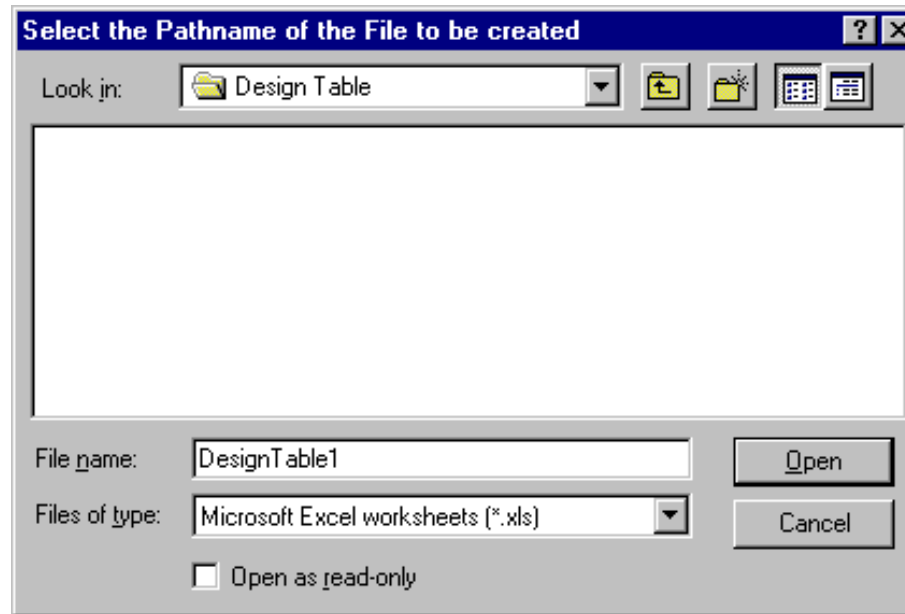 Select the Pathname of the File to be created
Look in: Design Table
File name: DesignTable1 Open
Files of type: Microsoft Excel worksheets (*.xls) Cancel
Open as read-only